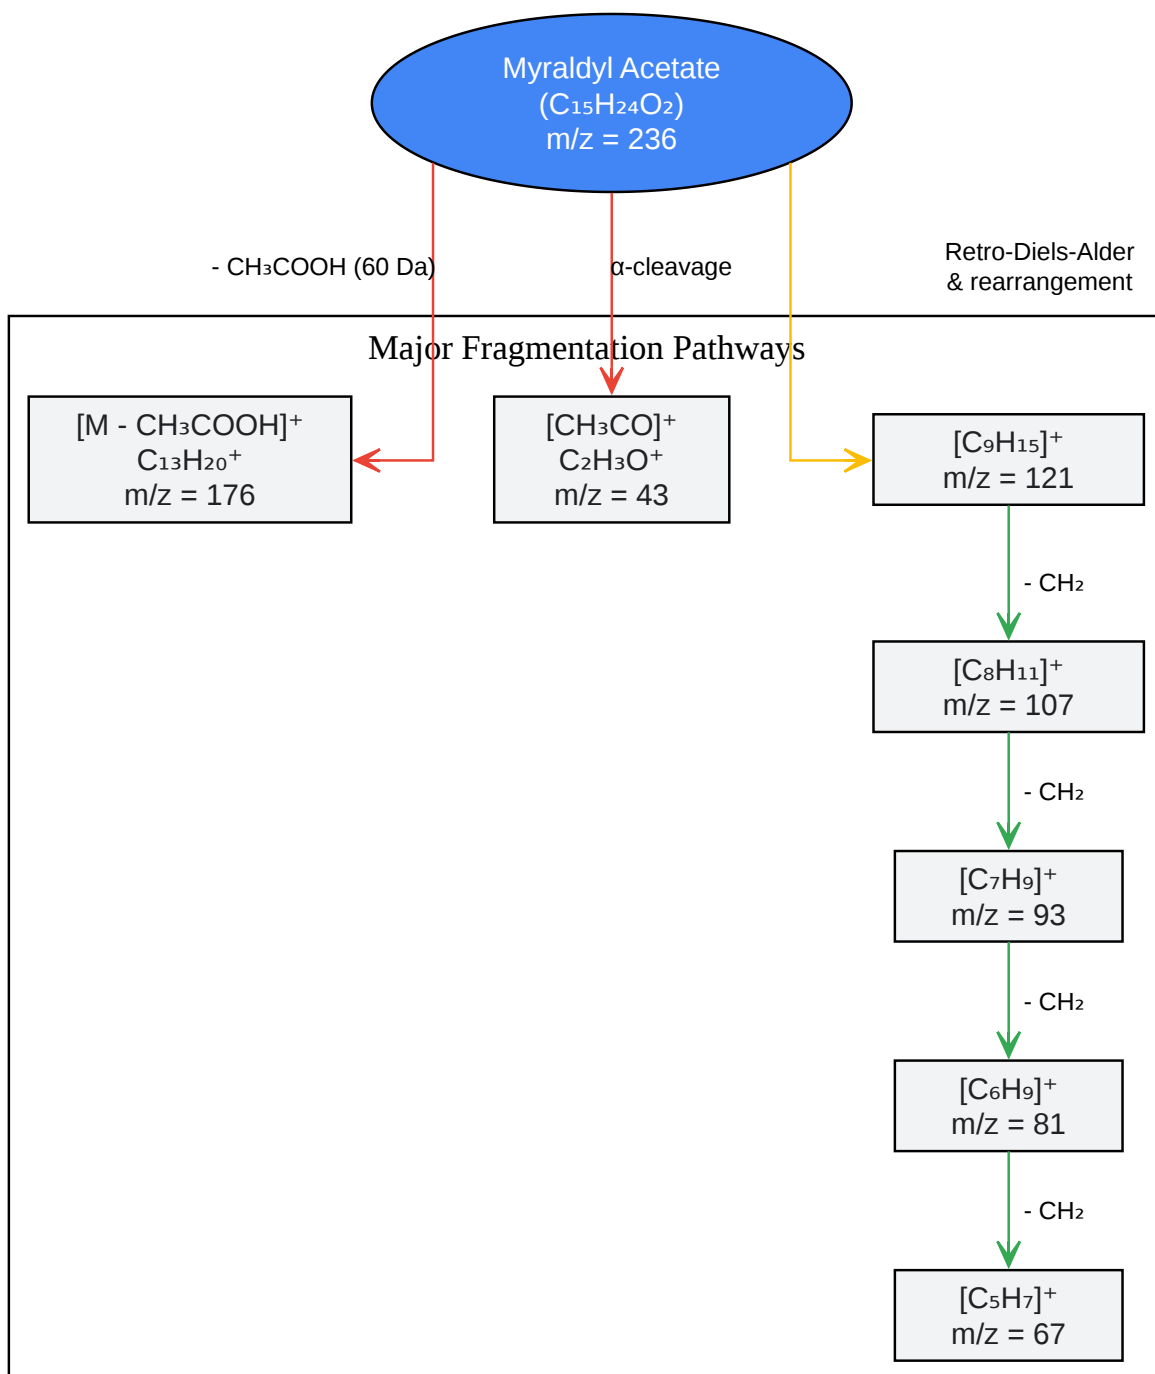 Myraldyl Acetate
(C₁₅H₂₄O₂)
m/z = 236
- CH₃COOH (60 Da)
α-cleavage
Retro-Diels-Alder
& rearrangement
Major Fragmentation Pathways
[M - CH₃COOH]⁺
C₁₃H₂₀⁺
m/z = 176
[CH₃CO]⁺
C₂H₃O⁺
m/z = 43
[C₉H₁₅]⁺
m/z = 121
- CH₂
[C₈H₁₁]⁺
m/z = 107
- CH₂
[C₇H₉]⁺
m/z = 93
- CH₂
[C₆H₉]⁺
m/z = 81
- CH₂
[C₅H₇]⁺
m/z = 67